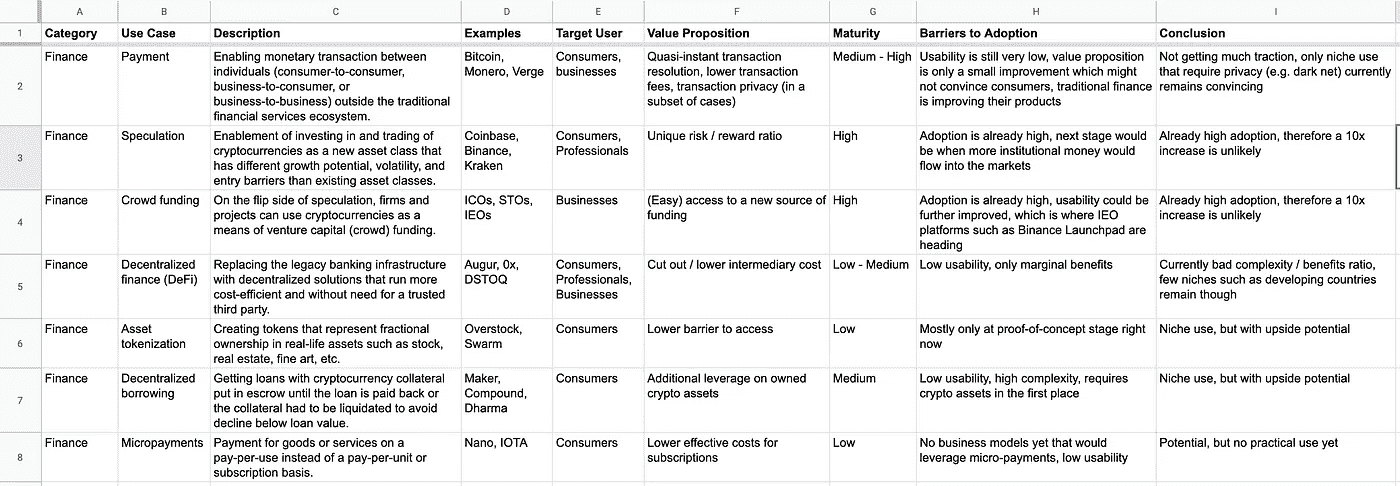 A B C D E F G H I
1 Category Use Case Description Examples Target User Value Proposition Maturity Barriers to Adoption Conclusion
2
Finance
Payment
Enabling monetary transaction between
individuals (consumer-to-consumer,
business-to-consumer, or
business-to-business) outside the traditional
financial services ecosystem.
Bitcoin,
Monero, Verge
Consumers,
businesses
Quasi-instant transaction
resolution, lower transaction
fees, transaction privacy (in a
subset of cases)
Medium - High
Usability is still very low, value proposition
is only a small improvement which might
not convince consumers, traditional finance
is improving their products
Not getting much traction, only niche use
that require privacy (e.g. dark net) currently
remains convincing
3
Finance
Speculation
Enablement of investing in and trading of
cryptocurrencies as a new asset class that
has different growth potential, volatility, and
entry barriers than existing asset classes.
Coinbase,
Binance,
Kraken
Consumers,
Professionals
Unique risk / reward ratio
High
Adoption is already high, next stage would
be when more institutional money would
flow into the markets
Already high adoption, therefore a 10x
increase is unlikely
4
Finance
Crowd funding
On the flip side of speculation, firms and
projects can use cryptocurrencies as a
means of venture capital (crowd) funding.
ICOs, STOs,
IEOs
Businesses
(Easy) access to a new source of
funding
High
Adoption is already high, usability could be
further improved, which is where IEO
platforms such as Binance Launchpad are
heading
Already high adoption, therefore a 10x
increase is unlikely
5
Finance
Decentralized
finance (DeFi)
Replacing the legacy banking infrastructure
with decentralized solutions that run more
cost-efficient and without need for a trusted
third party.
Augur, 0x,
DSTOQ
Consumers,
Professionals,
Businesses
Cut out / lower intermediary cost
Low - Medium
Low usability, only marginal benefits
Currently bad complexity / benefits ratio,
few niches such as developing countries
remain though
6
Finance
Asset
tokenization
Creating tokens that represent fractional
ownership in real-life assets such as stock,
real estate, fine art, etc.
Overstock,
Swarm
Consumers
Lower barrier to access
Low
Mostly only at proof-of-concept stage right
now
Niche use, but with upside potential
7
Finance
Decentralized
borrowing
Getting loans with cryptocurrency collateral
put in escrow until the loan is paid back or
the collateral had to be liquidated to avoid
decline below loan value.
Maker,
Compound,
Dharma
Consumers
Additional leverage on owned
crypto assets
Medium
Low usability, high complexity, requires
crypto assets in the first place
Niche use, but with upside potential
8
Finance
Micropayments
Payment for goods or services on a
pay-per-use instead of a pay-per-unit or
subscription basis.
Nano, IOTA
Consumers
Lower effective costs for
subscriptions
Low
No business models yet that would
leverage micro-payments, low usability
Potential, but no practical use yet